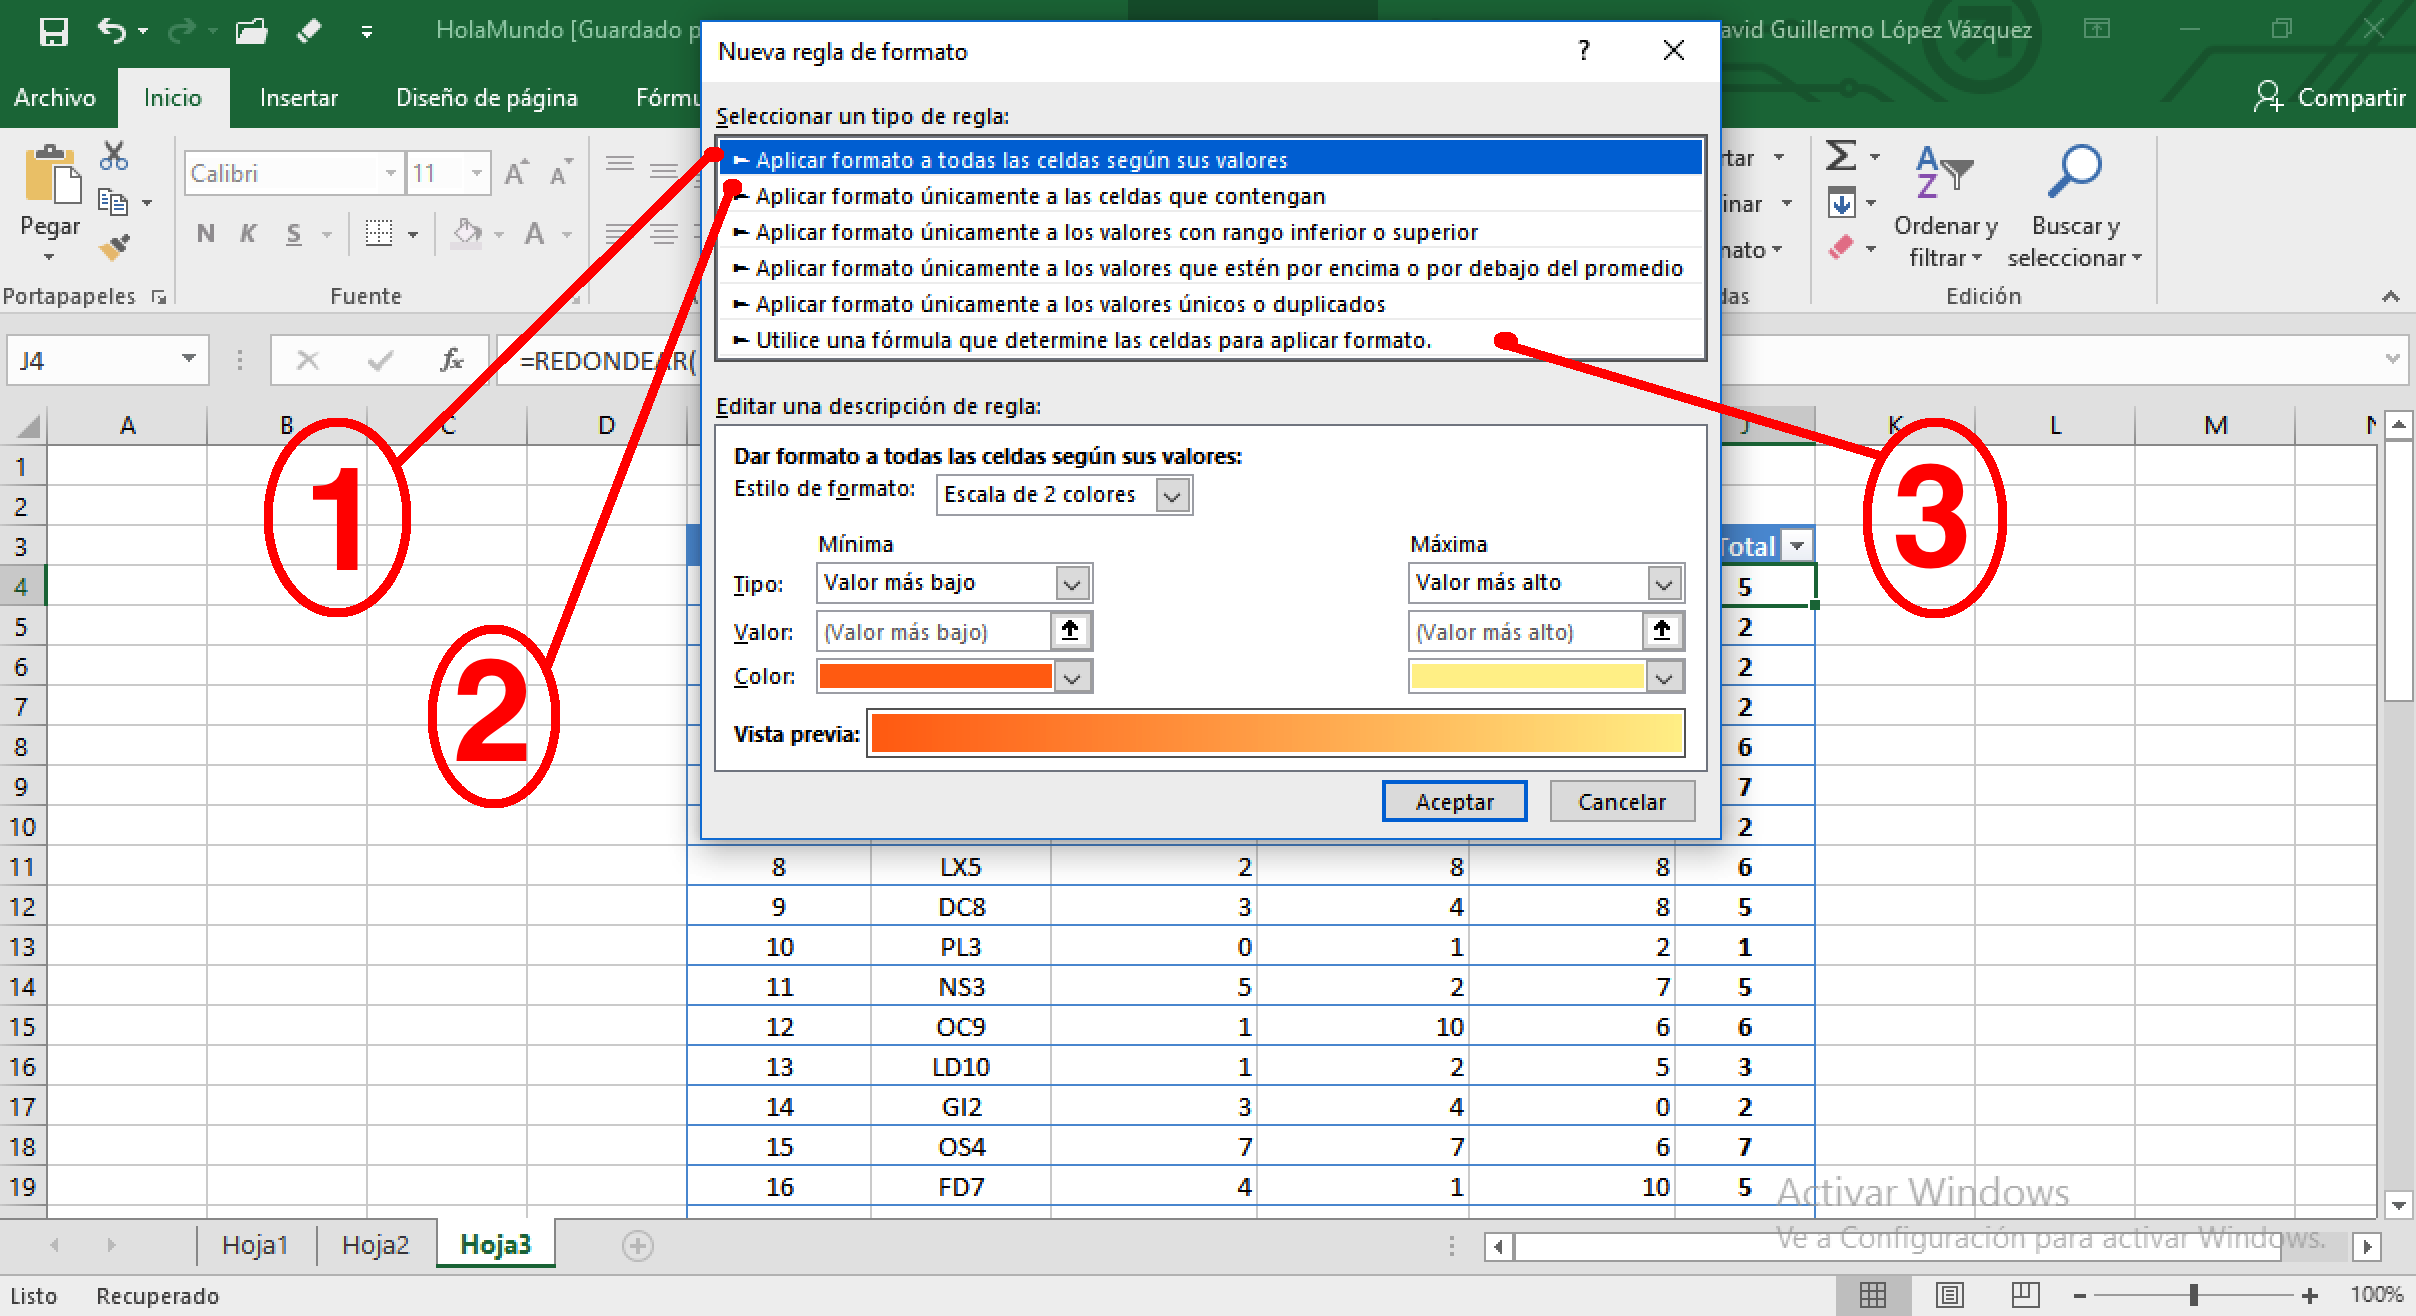 HolaMundo [Guardado p
avid Guillermo López Vázquez
Nueva regla de formato
?
Archivo
Inicio
Insertar
Diseño de página
Fórmu
Compartir
Seleccionar un tipo de regla:
► Aplicar formato a todas las celdas según sus valores
► Aplicar formato únicamente a las celdas que contengan
► Aplicar formato únicamente a los valores con rango inferior o superior
► Aplicar formato únicamente a los valores que estén por encima o por debajo del promedio
► Aplicar formato únicamente a los valores únicos o duplicados
► Utilice una fórmula que determine las celdas para aplicar formato.
Pegar
Portapapeles
Calibri 11
N K S A
Fuente
rtar
inar
nato
das
Ordenar y filtrar
Buscar y seleccionar
Edición
J4
fx
=REDONDEAR(
Editar una descripción de regla:
Dar formato a todas las celdas según sus valores:
Estilo de formato: Escala de 2 colores
Mínima Máxima
Tipo: Valor más bajo Valor más alto
Valor: (Valor más bajo) (Valor más alto)
Color:
Vista previa:
Aceptar Cancelar
1
2
3
A B C D J K L M N
1
2
3 Total
4 5
5 2
6 2
7 2
8 6
9 7
10 2
11 8 LX5 2 8 8 6
12 9 DC8 3 4 8 5
13 10 PL3 0 1 2 1
14 11 NS3 5 2 7 5
15 12 OC9 1 10 6 6
16 13 LD10 1 2 5 3
17 14 GI2 3 4 0 2
18 15 OS4 7 7 6 7
19 16 FD7 4 1 10 5
Activar Windows
Ve a Configuración para activar Windows.
Hoja1 Hoja2 Hoja3
Listo Recuperado
100%